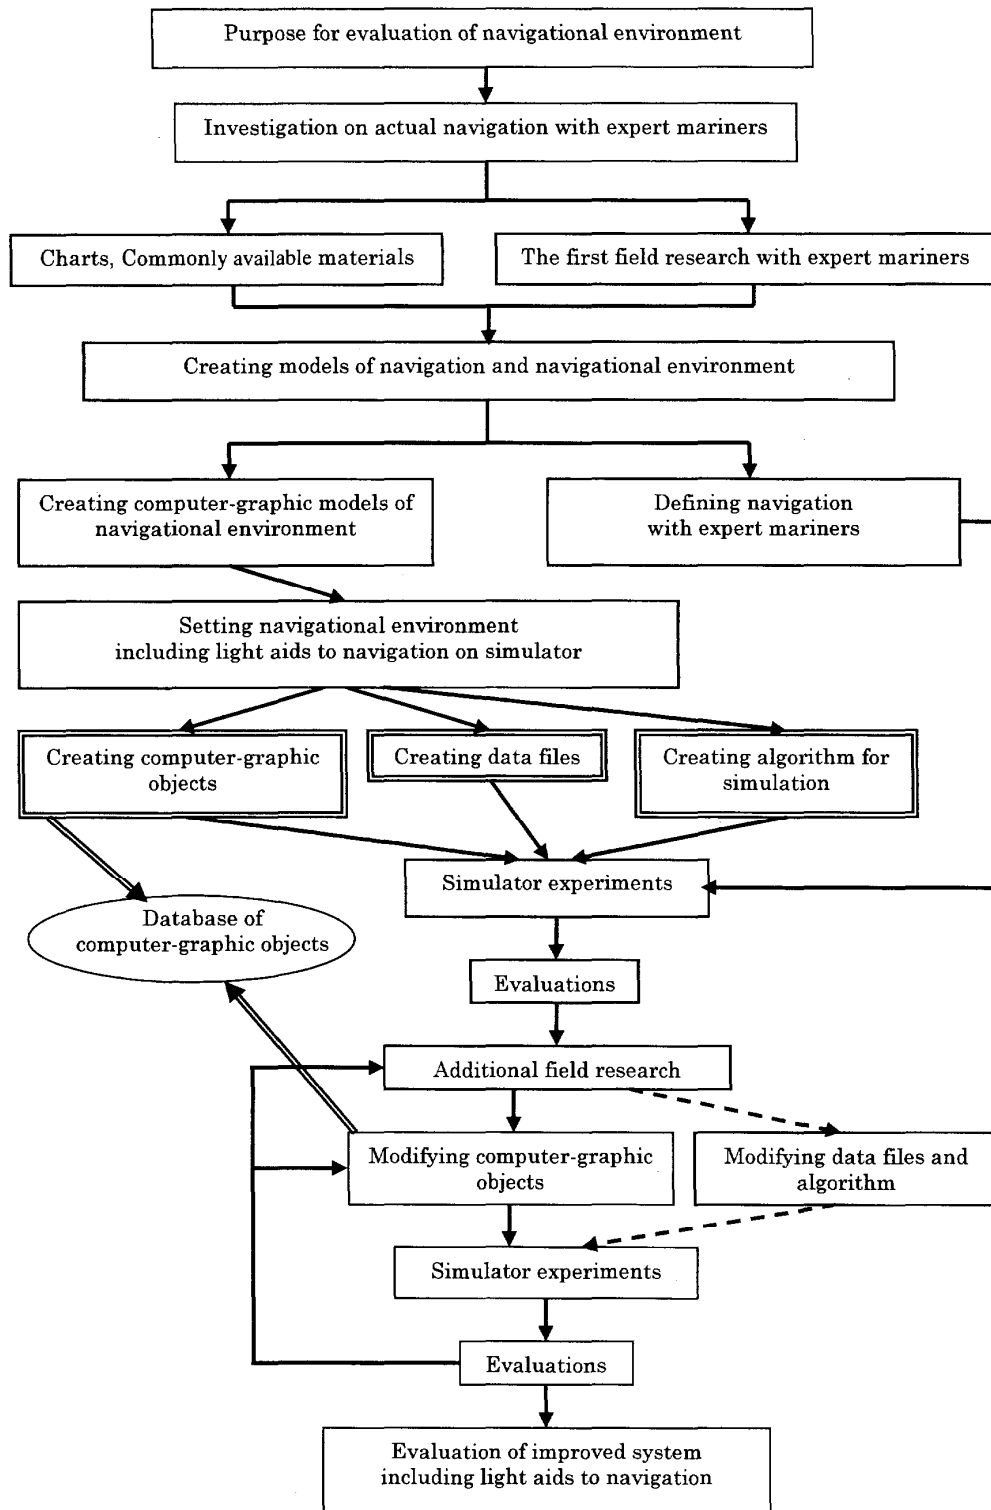 Purpose for evaluation of navigational environment
Investigation on actual navigation with expert mariners
Charts, Commonly available materials
The first field research with expert mariners
Creating models of navigation and navigational environment
Creating computer-graphic models of
navigational environment
Defining navigation
with expert mariners
Setting navigational environment
including light aids to navigation on simulator
Creating computer-graphic
objects
Creating data files
Creating algorithm for
simulation
Simulator experiments
Database of
computer-graphic objects
Evaluations
Additional field research
Modifying computer-graphic
objects
Modifying data files and
algorithm
Simulator experiments
Evaluations
Evaluation of improved system
including light aids to navigation